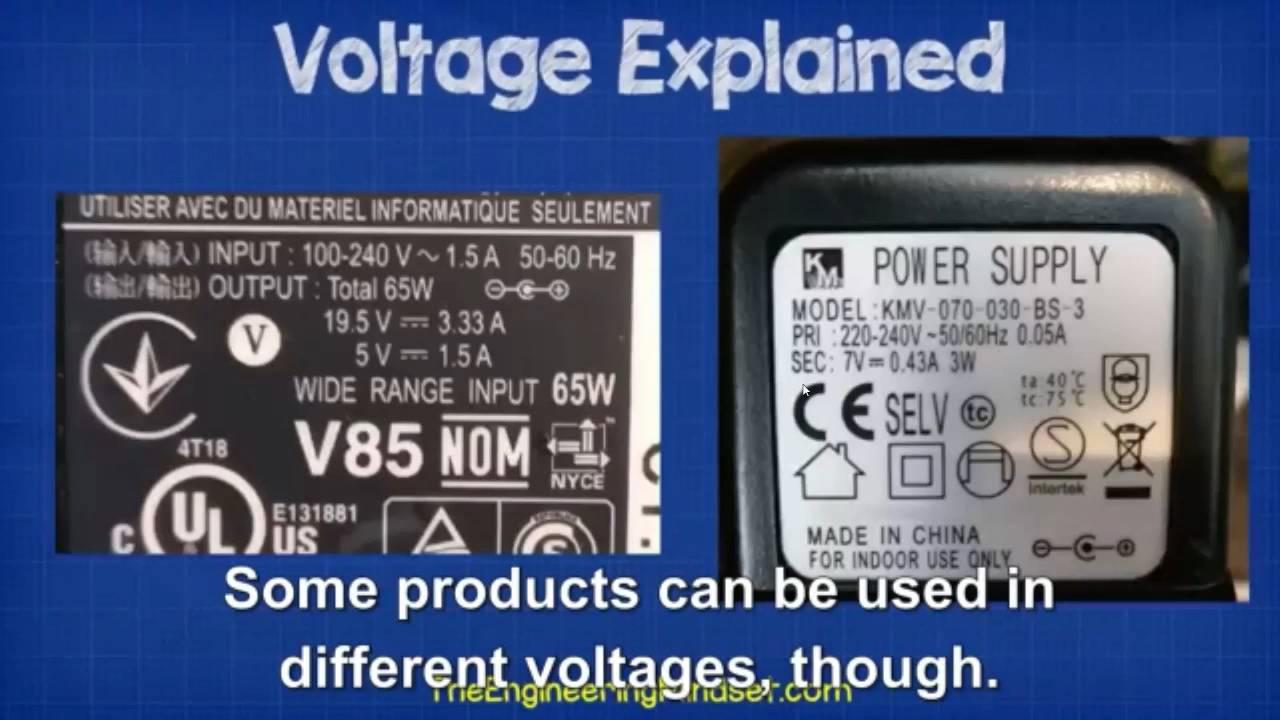 Voltage Explained
UTILISER AVEC DU MATERIEL INFORMATIQUE SEULEMENT
(输入/輸入) INPUT : 100-240 V ~ 1.5 A 50-60 Hz
(输出/輸出) OUTPUT : Total 65W
19.5 V ⎓ 3.33 A
5 V ⎓ 1.5 A
V
WIDE RANGE INPUT 65W
V85 NOM
NYCE
4T18
C UL US
E131881
KM POWER SUPPLY
MODEL : KMV-070-030-BS-3
PRI : 220-240V ~50/60Hz 0.05A
SEC: 7V⎓ 0.43A 3W
ta:40℃
tc:75℃
CE SELV tc
S
Intertek
MADE IN CHINA
FOR INDOOR USE ONLY
Some products can be used in
different voltages, though.
TheEngineeringMindset.com